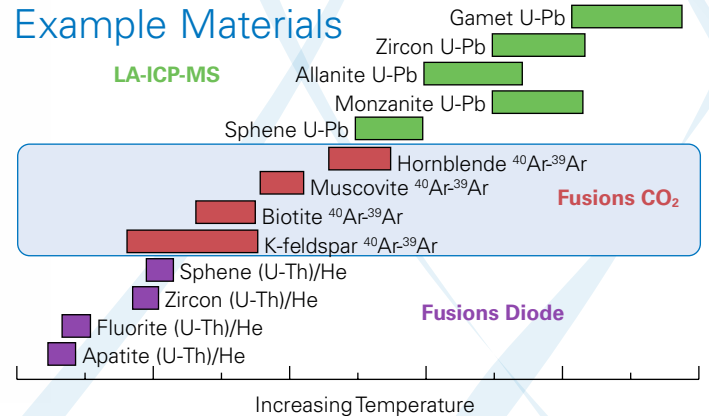 Example Materials
Gamet U-Pb
Zircon U-Pb
LA-ICP-MS
Allanite U-Pb
Monzanite U-Pb
Sphene U-Pb
Hornblende ⁴⁰Ar-³⁹Ar
Muscovite ⁴⁰Ar-³⁹Ar
Fusions CO₂
Biotite ⁴⁰Ar-³⁹Ar
K-feldspar ⁴⁰Ar-³⁹Ar
Sphene (U-Th)/He
Zircon (U-Th)/He
Fusions Diode
Fluorite (U-Th)/He
Apatite (U-Th)/He
Increasing Temperature